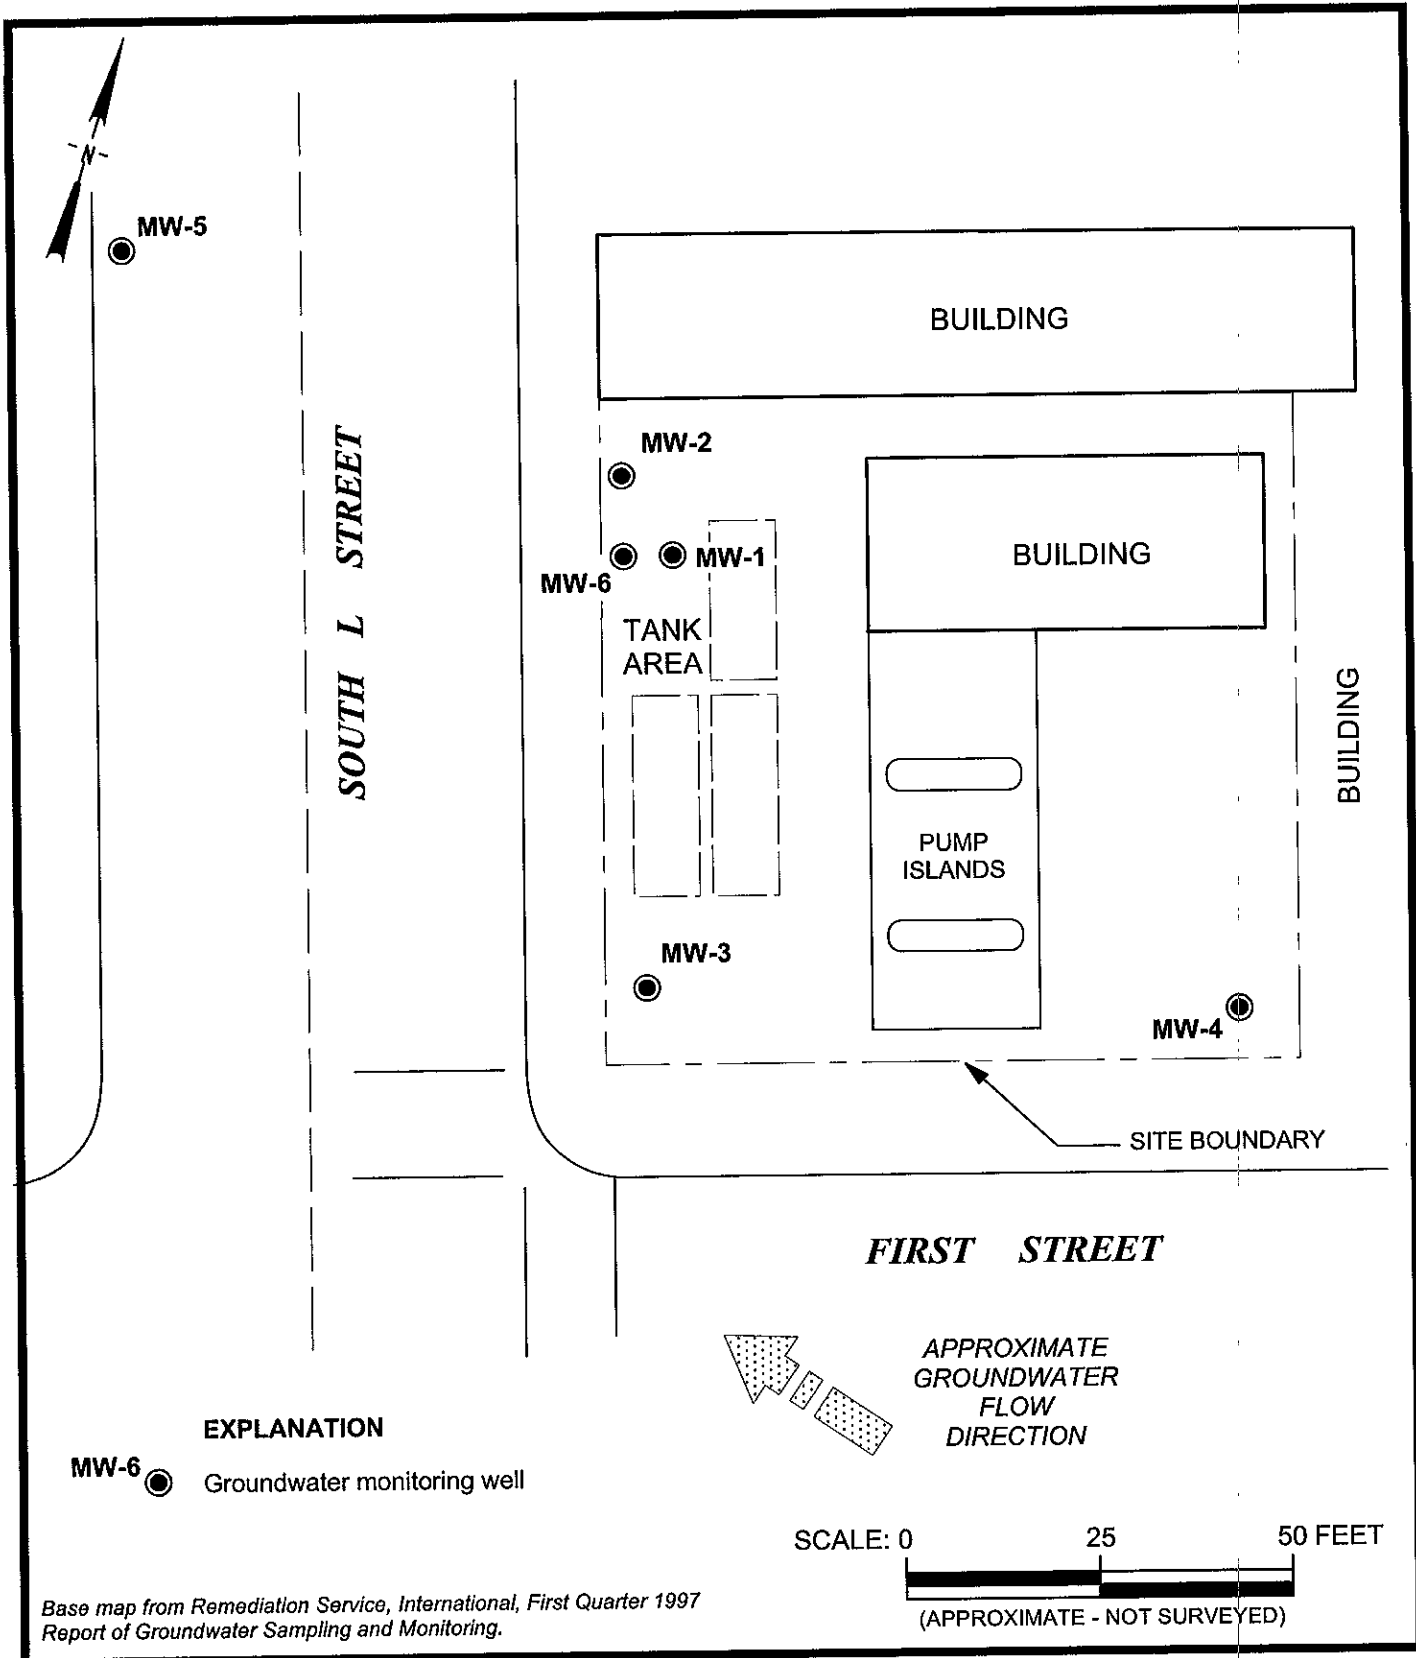 N
MW-5
BUILDING
MW-2
SOUTH L STREET
MW-1
BUILDING
MW-6
TANK
AREA
BUILDING
PUMP
ISLANDS
MW-3
MW-4
SITE BOUNDARY
FIRST STREET
APPROXIMATE
GROUNDWATER
FLOW
DIRECTION
EXPLANATION
MW-6
Groundwater monitoring well
SCALE: 0 25 50 FEET
(APPROXIMATE - NOT SURVEYED)
Base map from Remediation Service, International, First Quarter 1997
Report of Groundwater Sampling and Monitoring.